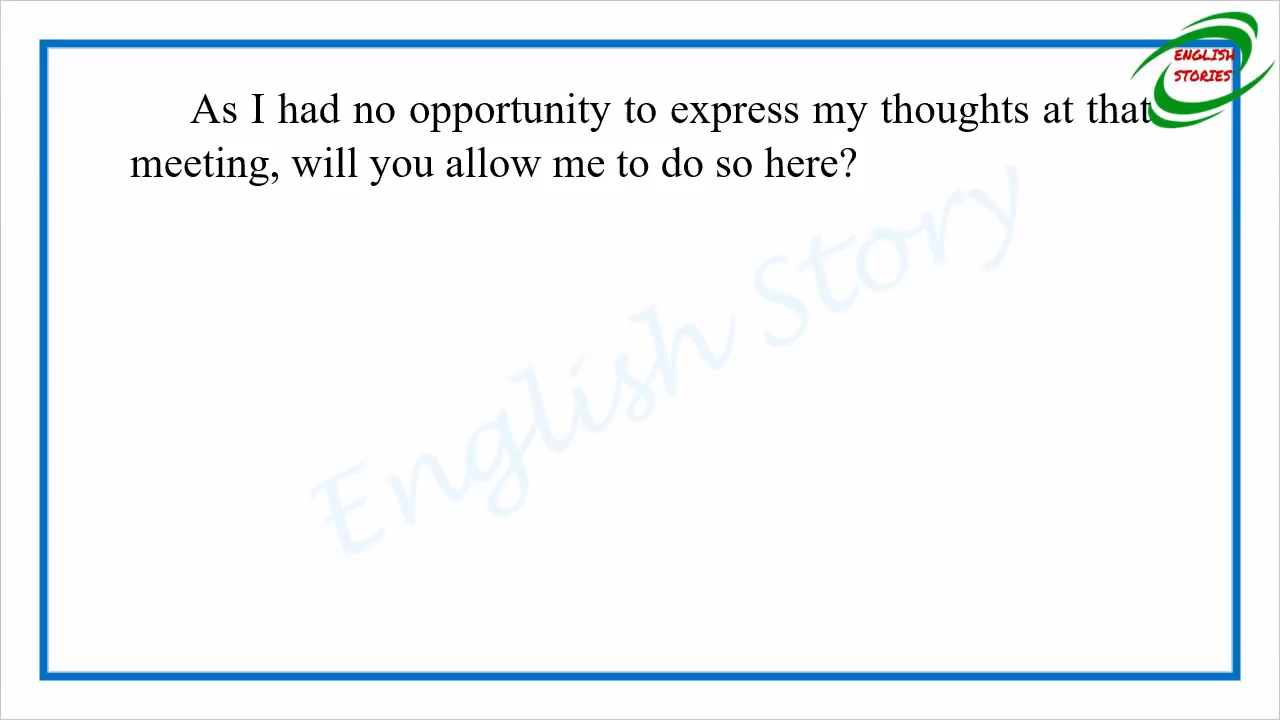 ENGLISH
STORIES
As I had no opportunity to express my thoughts at that
meeting, will you allow me to do so here?
English Story